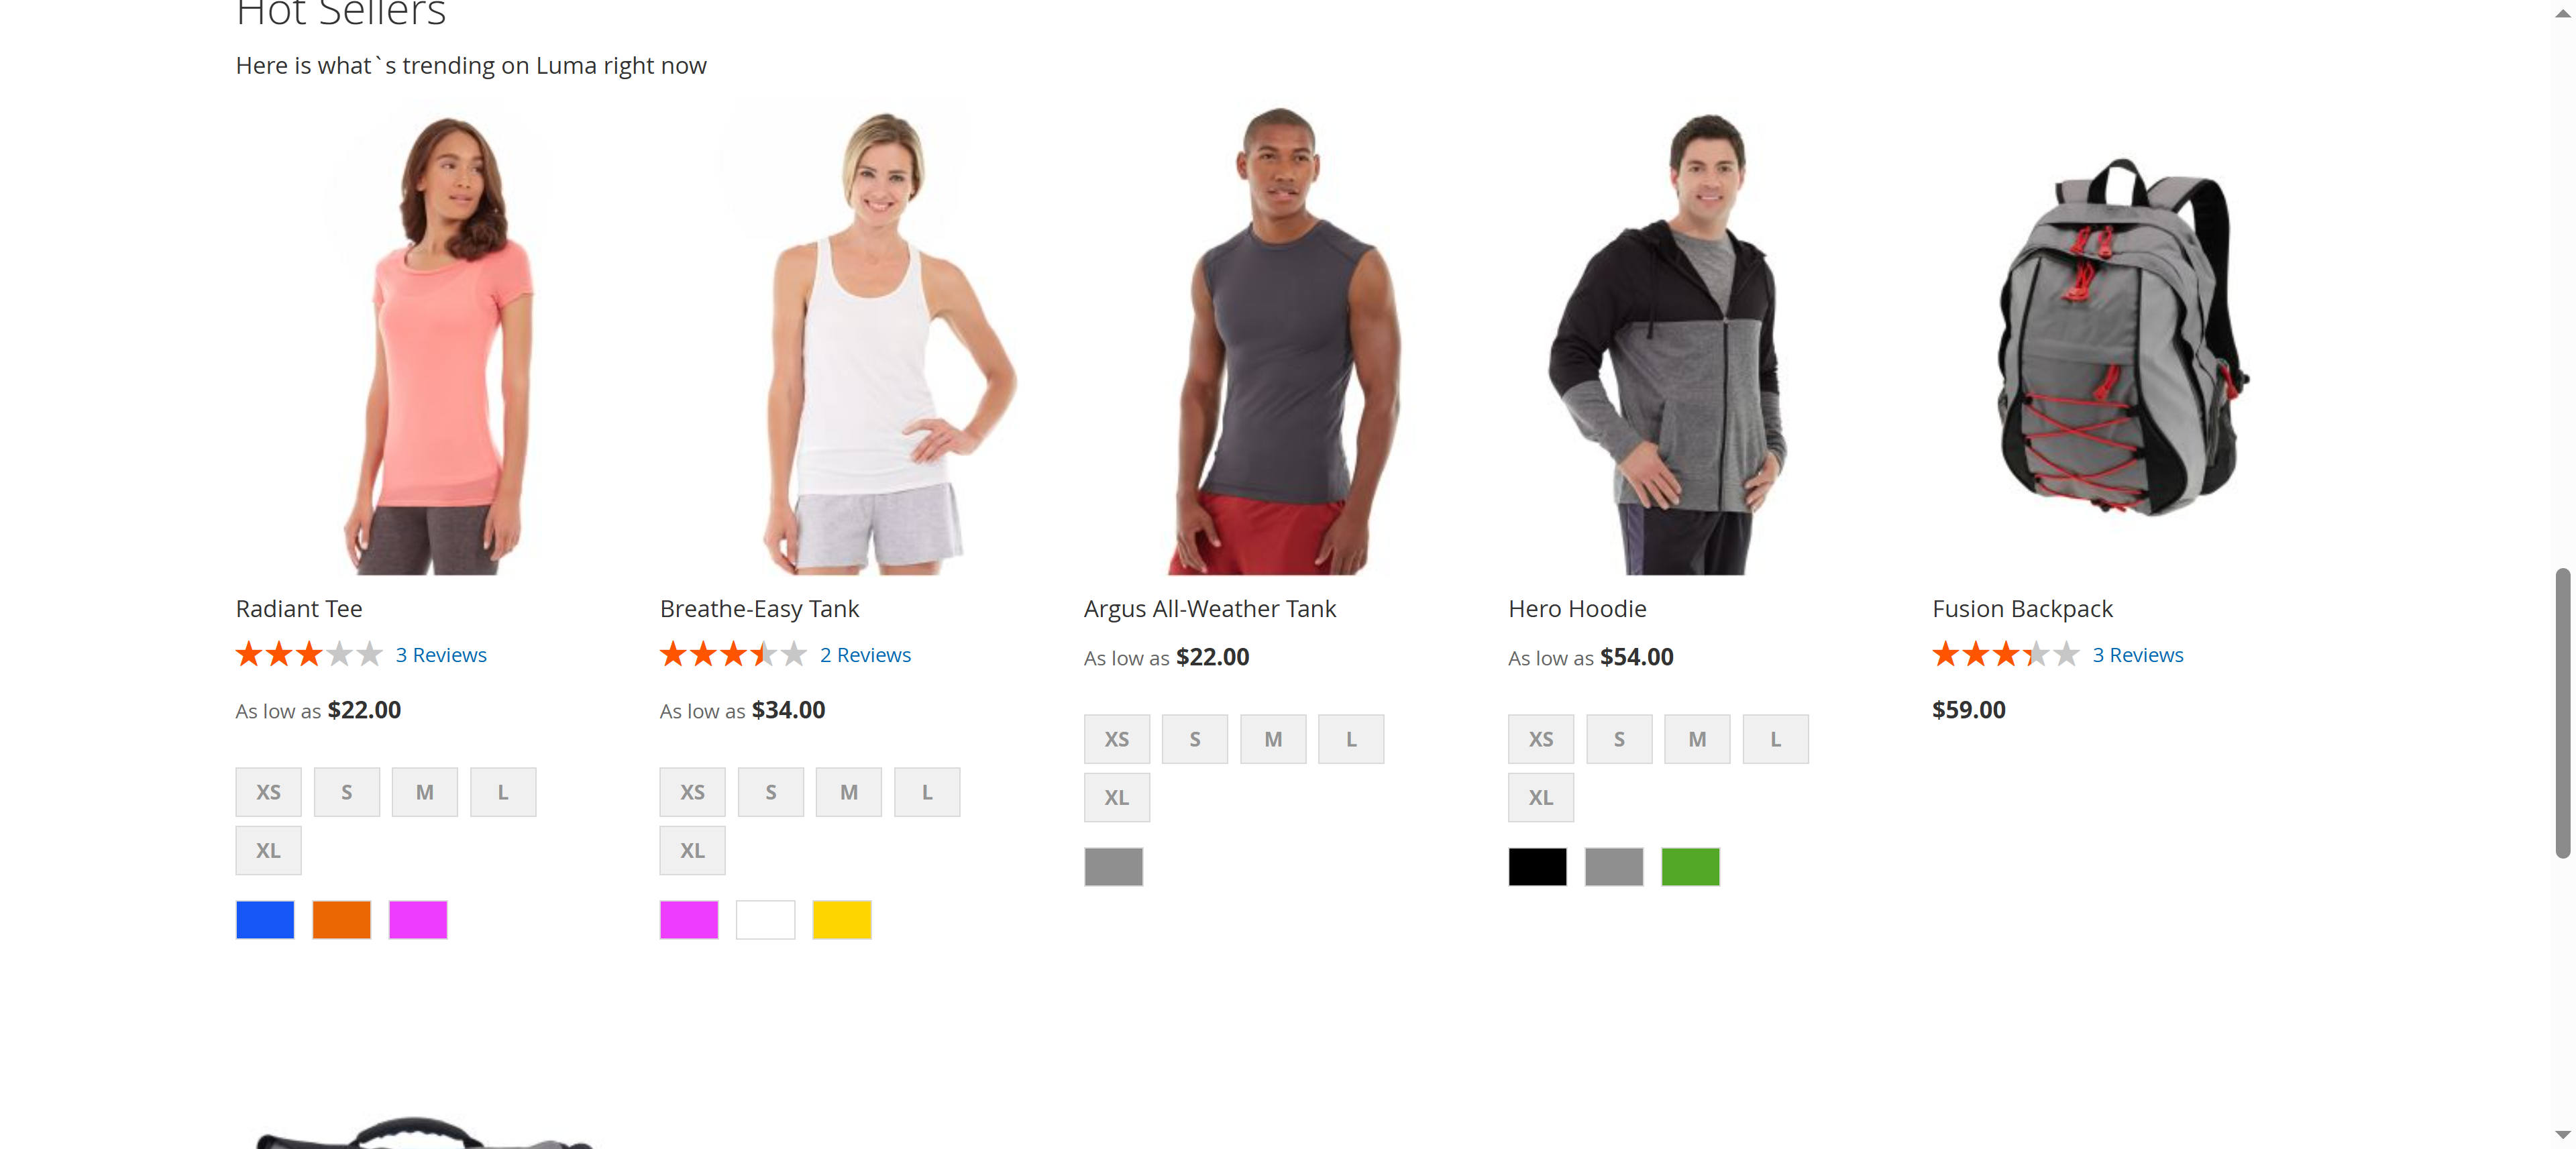 Hot Sellers
Here is what`s trending on Luma right now
Radiant Tee
3 Reviews
As low as $22.00
XS S M L
XL
Breathe-Easy Tank
2 Reviews
As low as $34.00
XS S M L
XL
Argus All-Weather Tank
As low as $22.00
XS S M L
XL
Hero Hoodie
As low as $54.00
XS S M L
XL
Fusion Backpack
3 Reviews
$59.00